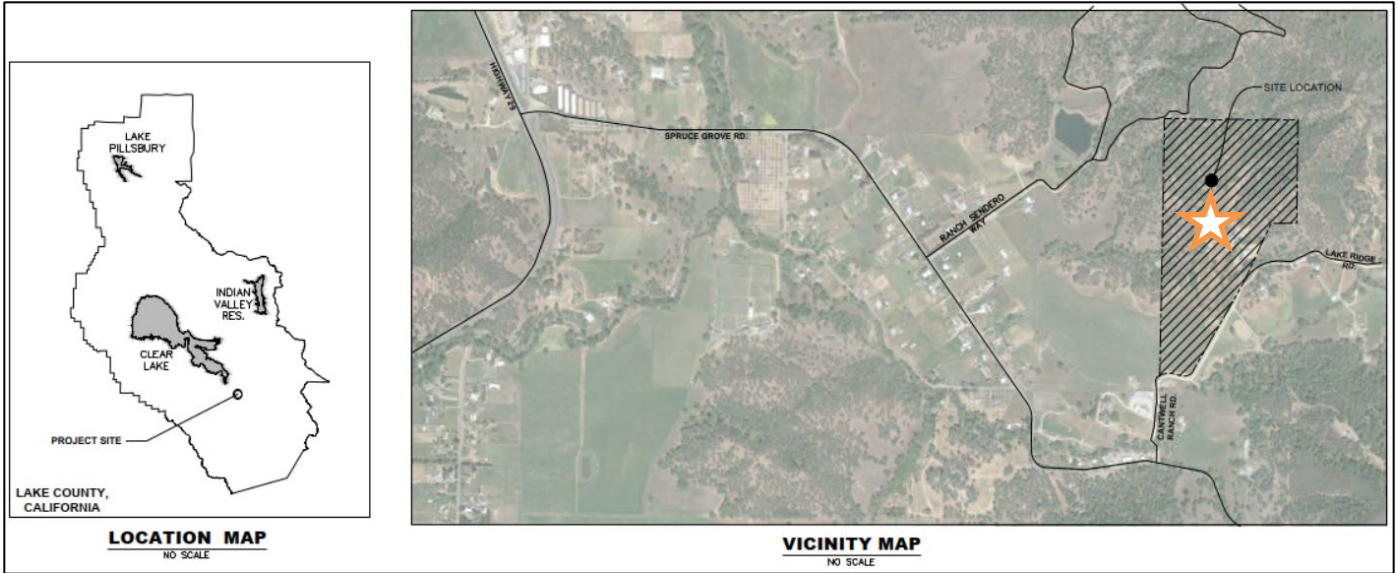 LAKE
PILLSBURY
INDIAN
VALLEY
RES.
CLEAR
LAKE
PROJECT SITE
LAKE COUNTY,
CALIFORNIA
LOCATION MAP
NO SCALE
HIGHWAY 29
SPRUCE GROVE RD.
RANCH SENDERO
WAY
SITE LOCATION
LAKE RIDGE
RD.
CANTWELL
RANCH RD.
VICINITY MAP
NO SCALE